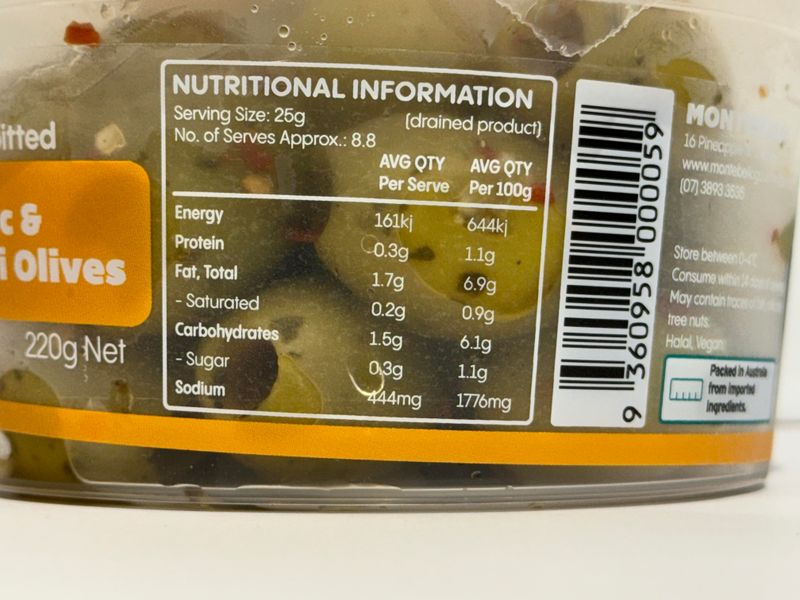 itted
c &
i Olives
220g Net
NUTRITIONAL INFORMATION
Serving Size: 25g (drained product)
No. of Serves Approx.: 8.8
AVG QTY AVG QTY
Per Serve Per 100g
Energy 161kj 644kj
Protein 0.3g 1.1g
Fat, Total 1.7g 6.9g
- Saturated 0.2g 0.9g
Carbohydrates 1.5g 6.1g
- Sugar 0.3g 1.1g
Sodium 444mg 1776mg
9 360958 000059
MON
16 Pineapple
(07) 3893 3535
Store between 0-4°C
Consume within 14 days
May contain traces of
tree nuts.
Halal, Vegan
Packed in Australia
from imported
ingredients.